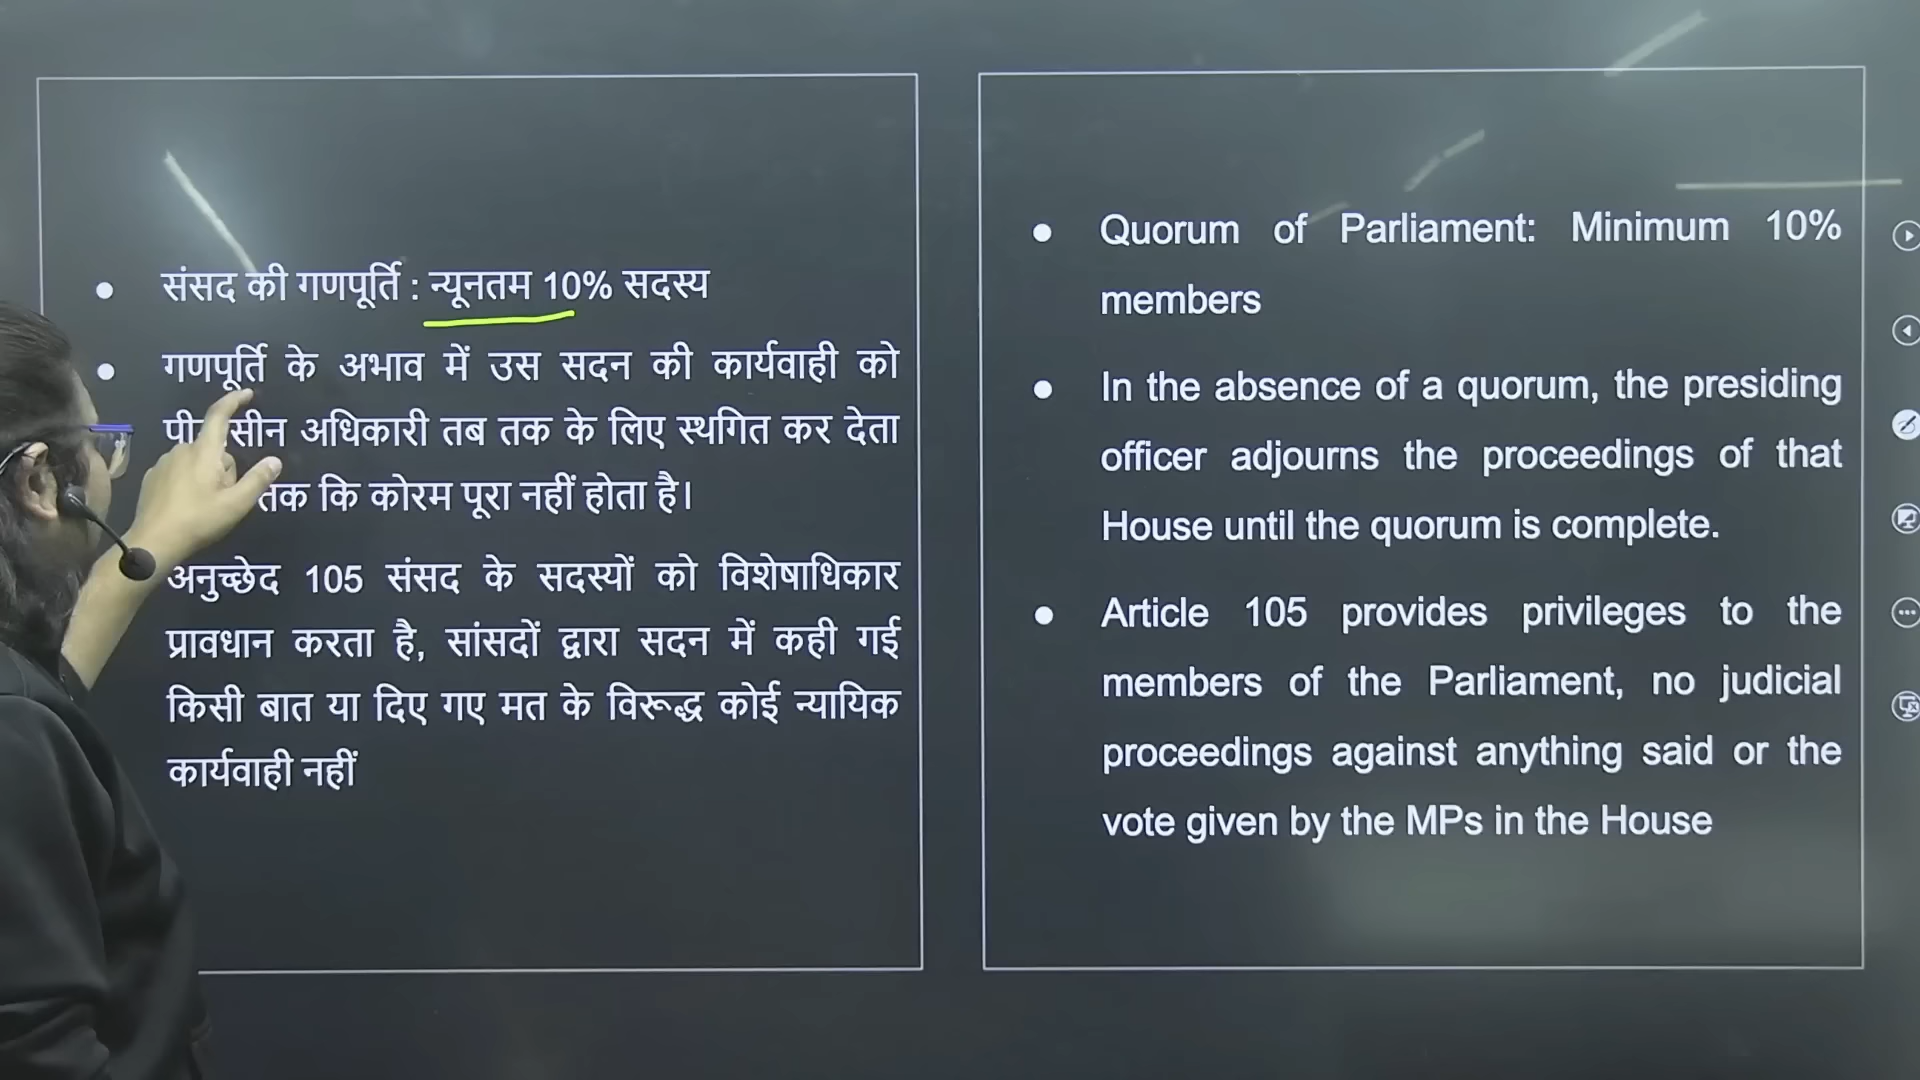 संसद की गणपूर्ति : न्यूनतम 10% सदस्य
गणपूर्ति के अभाव में उस सदन की कार्यवाही को
अधिकारी तब तक के लिए स्थगित कर देता
तक कि कोरम पूरा नहीं होता है।
अनुच्छेद 105 संसद के सदस्यों को विशेषाधिकार
प्रावधान करता है, सांसदों द्वारा सदन में कही गई
किसी बात या दिए गए मत के विरूद्ध कोई न्यायिक
कार्यवाही नहीं
Quorum of Parliament: Minimum 10%
members
In the absence of a quorum, the presiding
officer adjourns the proceedings of that
House until the quorum is complete.
Article 105 provides privileges to the
members of the Parliament, no judicial
proceedings against anything said or the
vote given by the MPs in the House